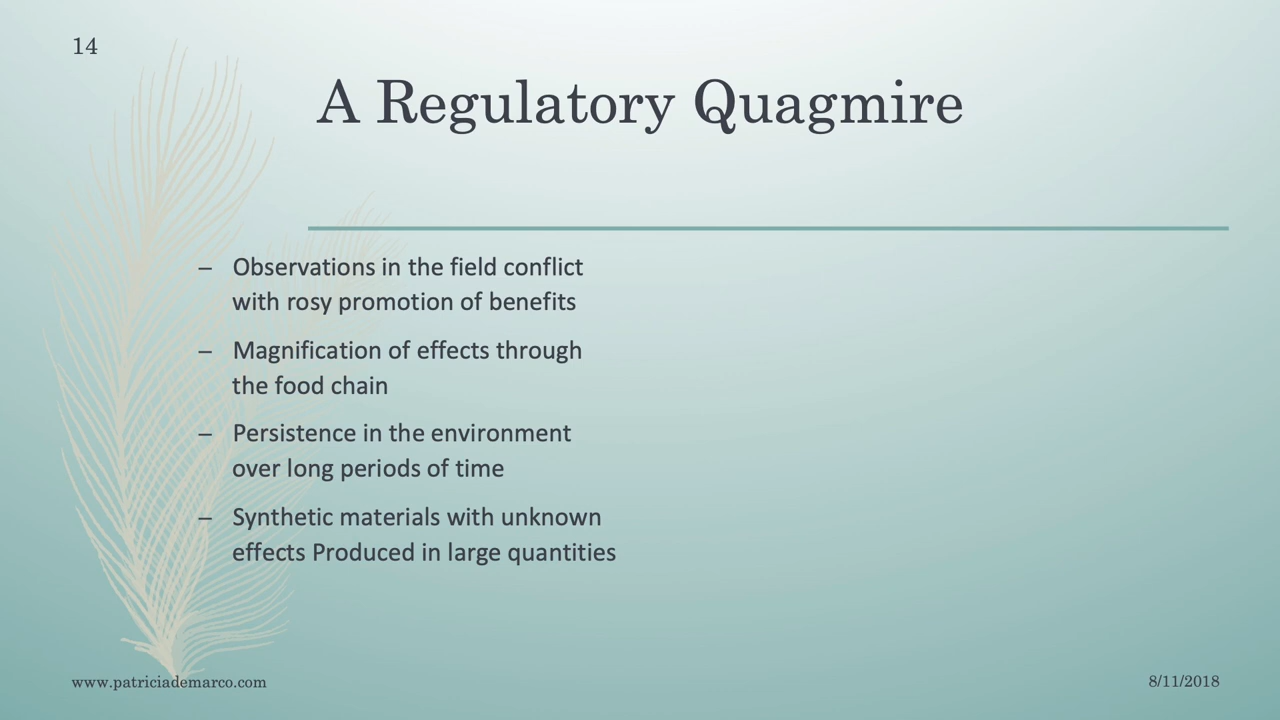 14
A Regulatory Quagmire
– Observations in the field conflict
with rosy promotion of benefits
– Magnification of effects through
the food chain
– Persistence in the environment
over long periods of time
– Synthetic materials with unknown
effects Produced in large quantities
www.patriciademarco.com
8/11/2018